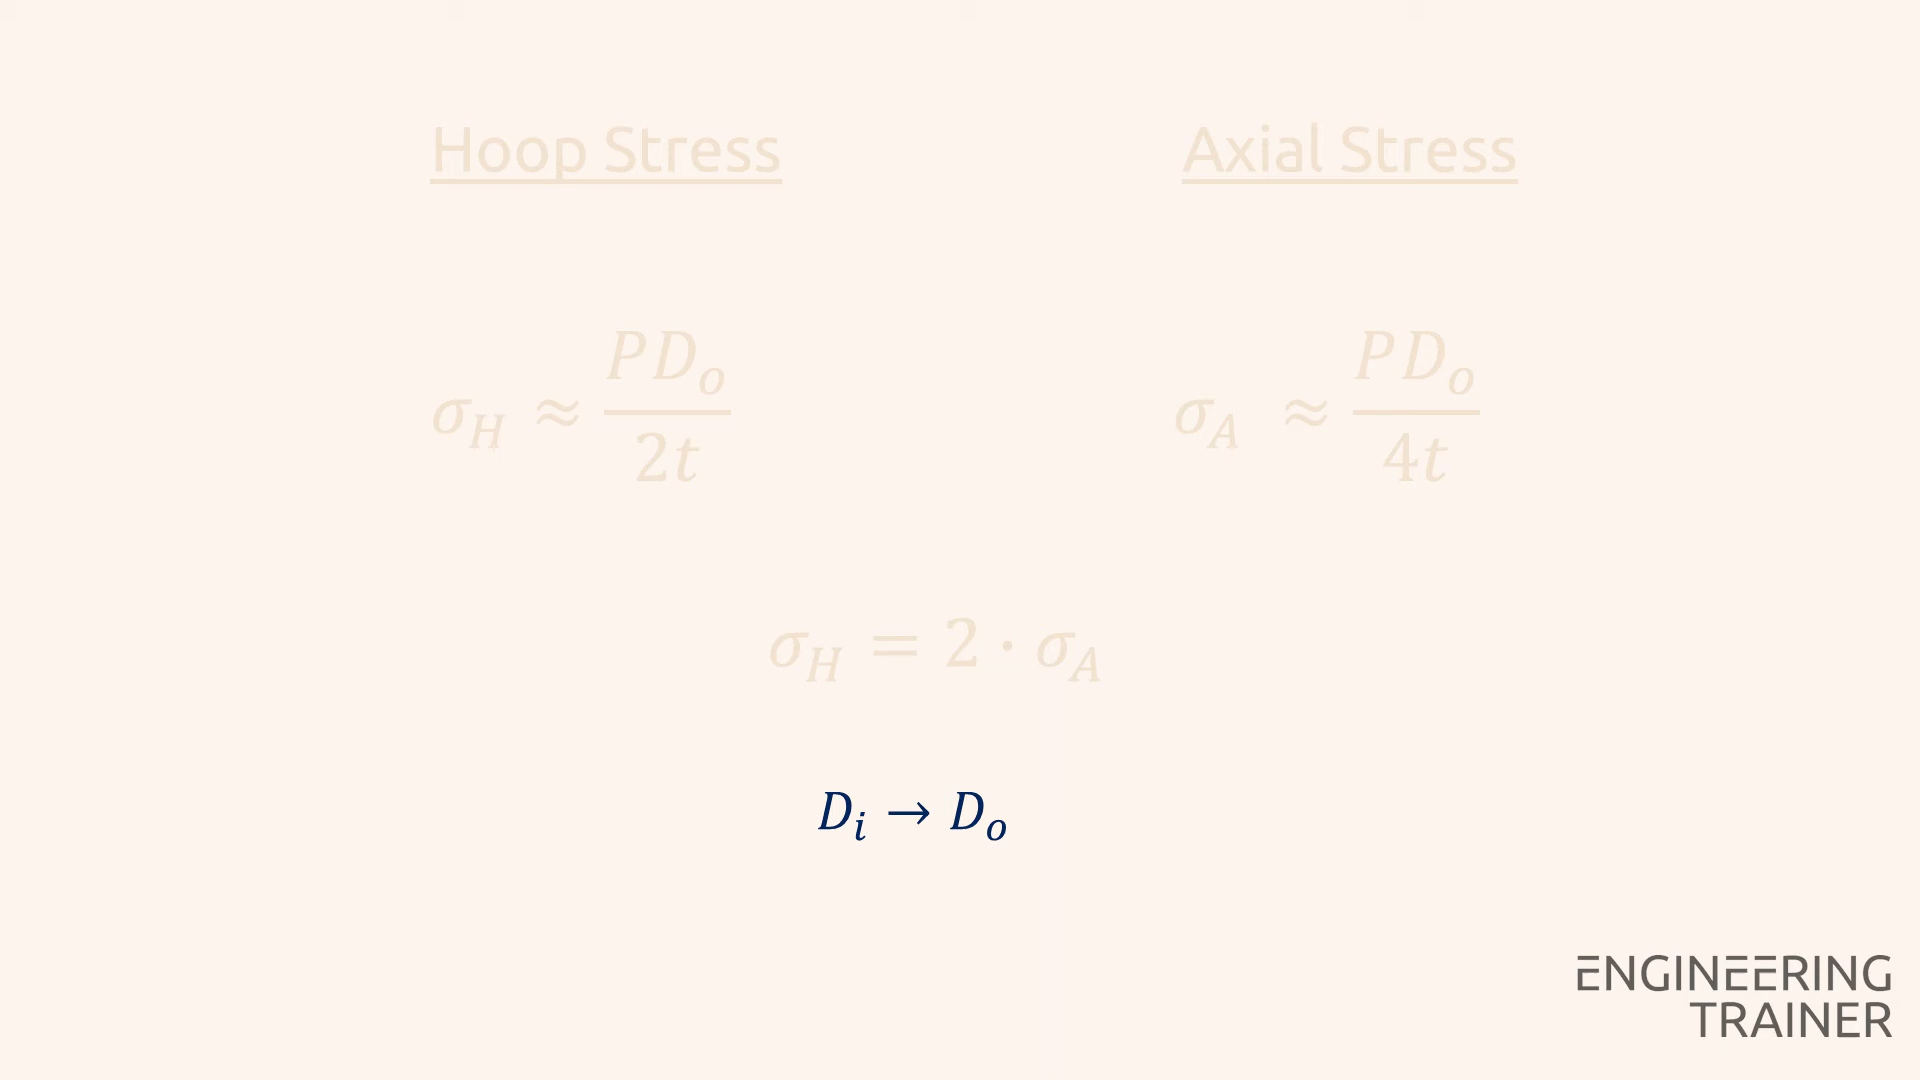 Hoop Stress
Axial Stress
σ_H ≈ PD_o / 2t
σ_A ≈ PD_o / 4t
σ_H = 2 · σ_A
D_i → D_o
ENGINEERING
TRAINER